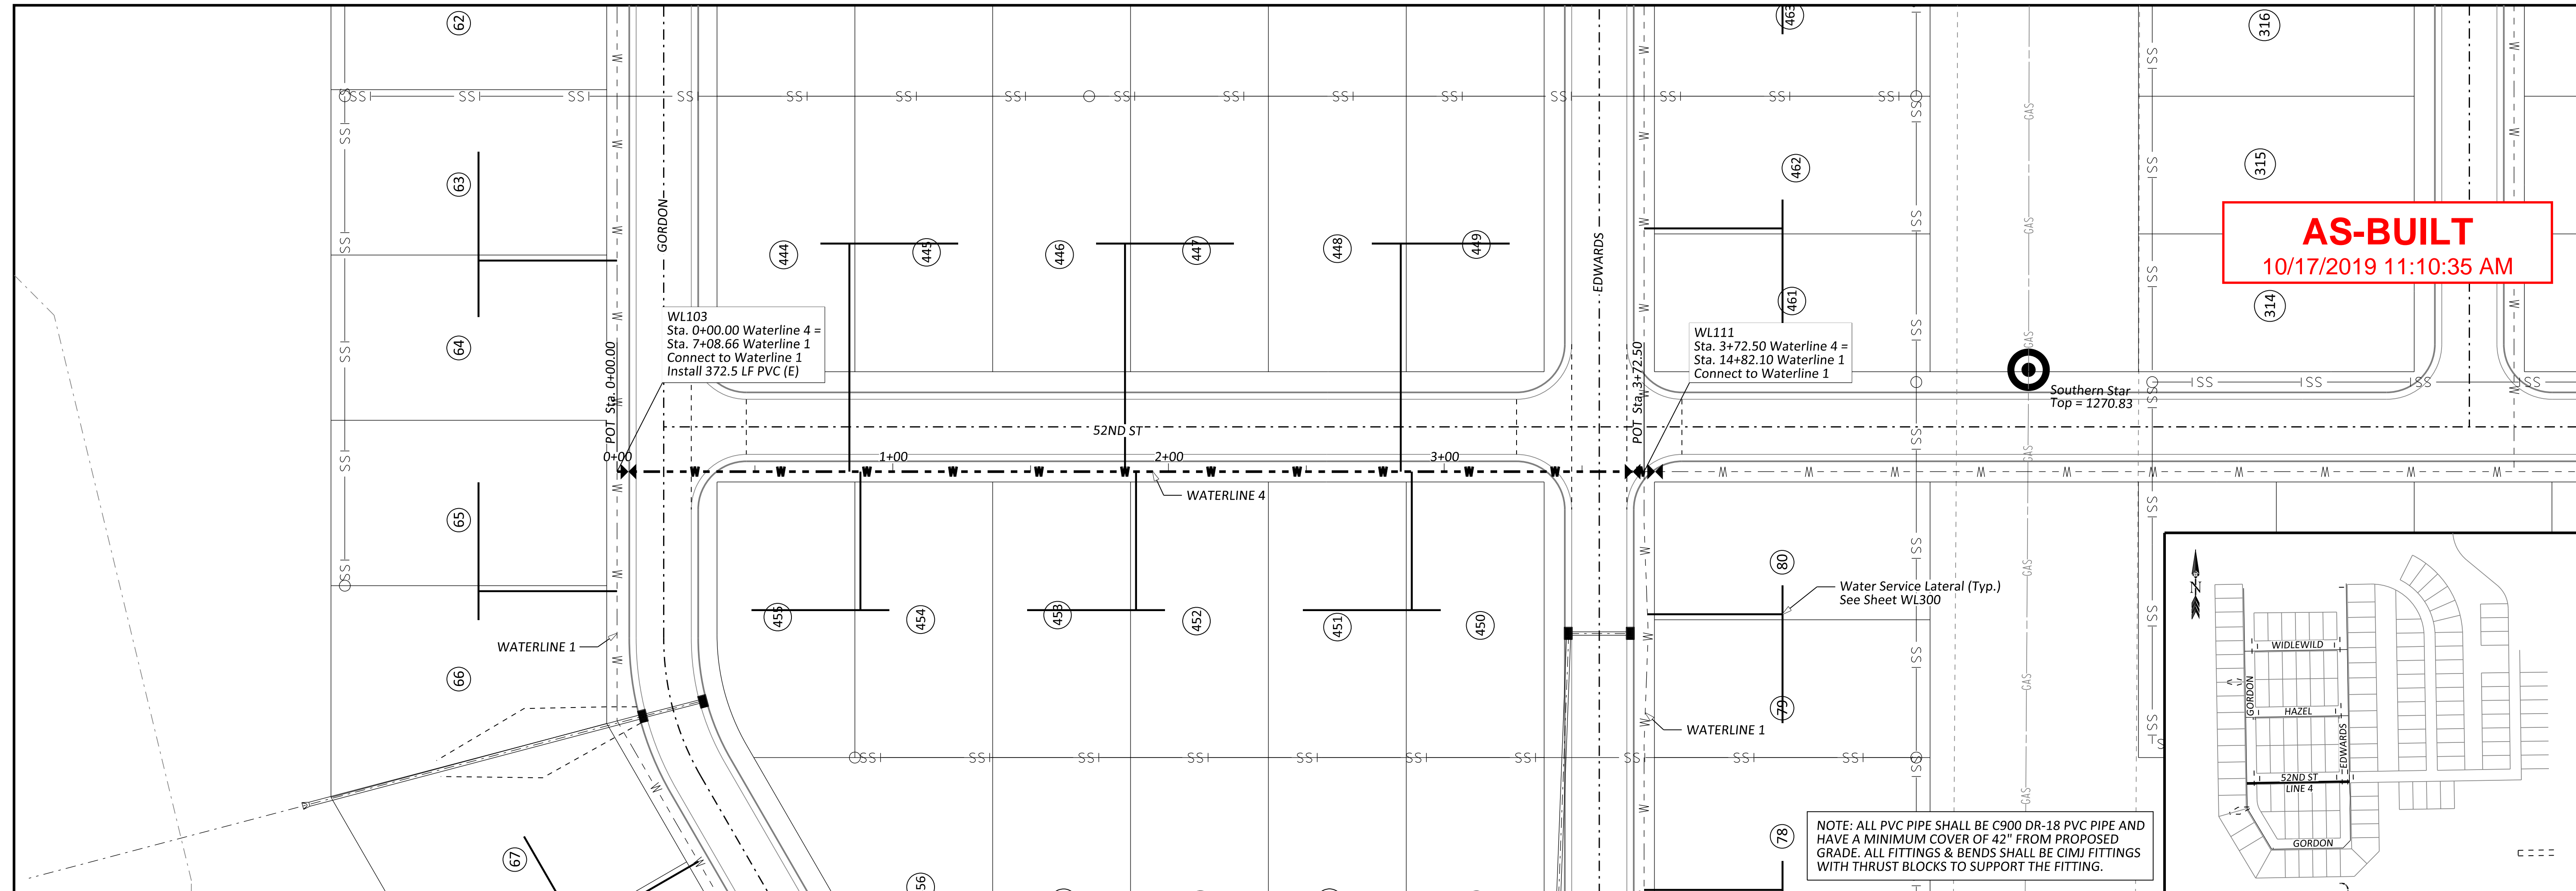 62
63
64
65
66
67
GORDON
444
445
446
447
448
449
EDWARDS
463
462
461
316
315
314
AS-BUILT
10/17/2019 11:10:35 AM
WL103
Sta. 0+00.00 Waterline 4 =
Sta. 7+08.66 Waterline 1
Connect to Waterline 1
Install 372.5 LF PVC (E)
WL111
Sta. 3+72.50 Waterline 4 =
Sta. 14+82.10 Waterline 1
Connect to Waterline 1
POT Sta. 0+00.00
POT Sta. 3+72.50
Southern Star
Top = 1270.83
52ND ST
0+00
1+00
2+00
3+00
WATERLINE 4
WATERLINE 1
455
454
453
452
451
450
80
79
78
Water Service Lateral (Typ.)
See Sheet WL300
WATERLINE 1
56
SS
W
GAS
NOTE: ALL PVC PIPE SHALL BE C900 DR-18 PVC PIPE AND
HAVE A MINIMUM COVER OF 42" FROM PROPOSED
GRADE. ALL FITTINGS & BENDS SHALL BE CIMJ FITTINGS
WITH THRUST BLOCKS TO SUPPORT THE FITTING.
N
WIDLEWILD
GORDON
HAZEL
EDWARDS
52ND ST
LINE 4
GORDON